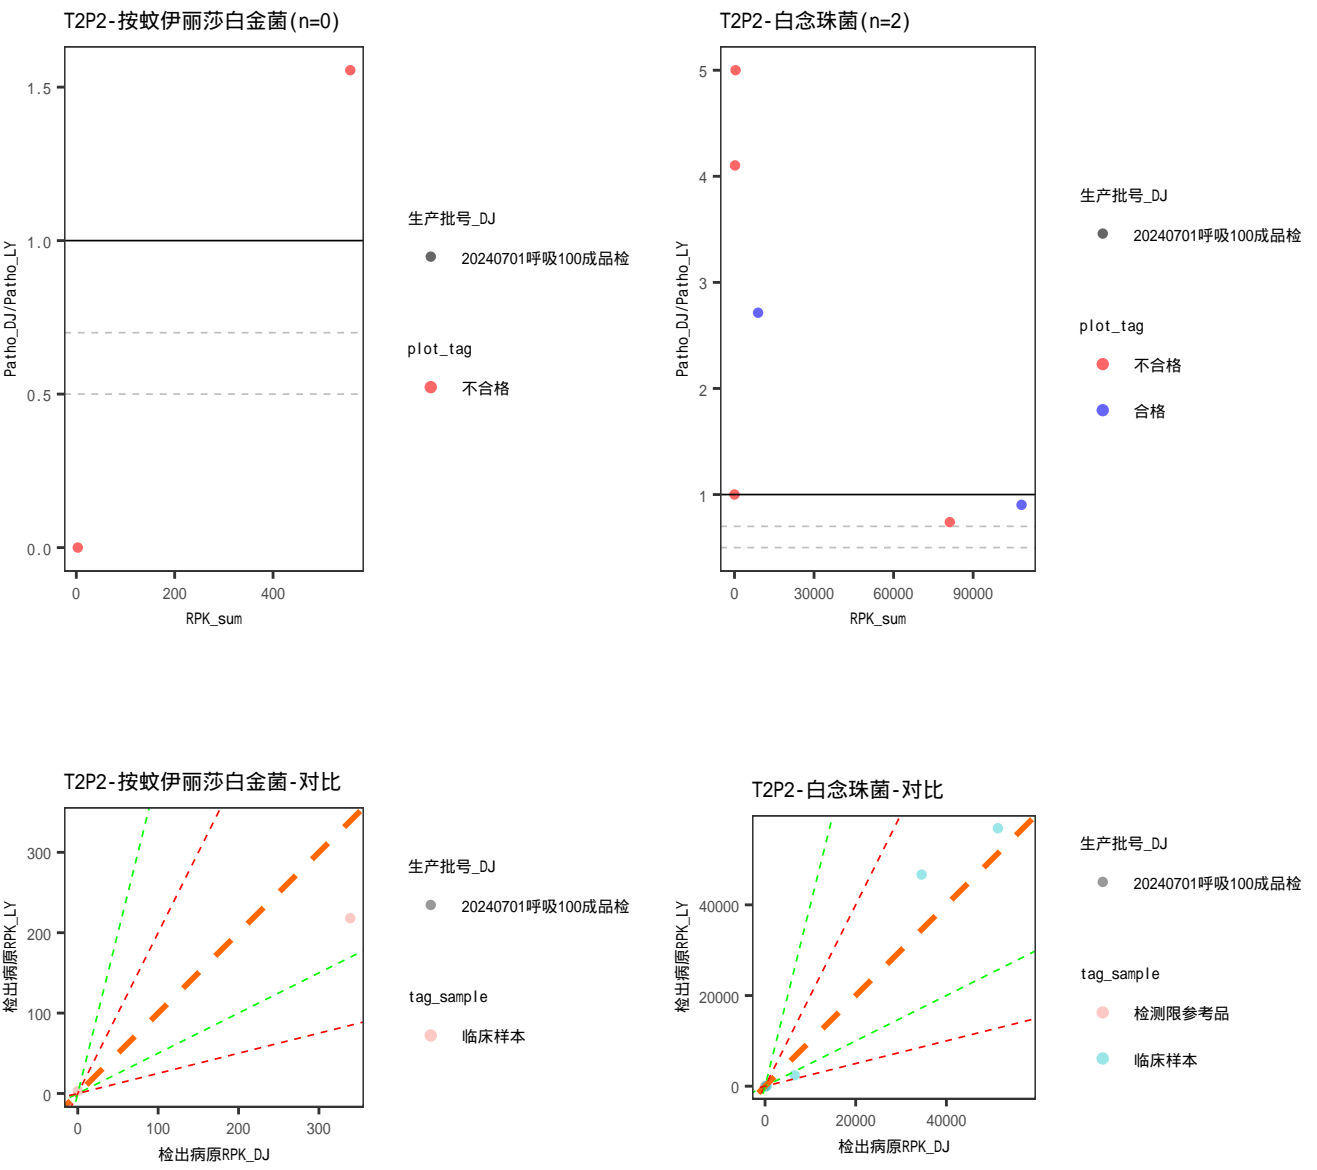 T2P2-按蚊伊丽莎白金菌(n=0)
Patho_DJ/Patho_LY
1.5
1.0
0.5
0.0
0 200 400
RPK_sum
生产批号_DJ
20240701呼吸100成品检
plot_tag
不合格
T2P2-白念珠菌(n=2)
Patho_DJ/Patho_LY
5
4
3
2
1
0 30000 60000 90000
RPK_sum
生产批号_DJ
20240701呼吸100成品检
plot_tag
不合格
合格
T2P2-按蚊伊丽莎白金菌-对比
检出病原RPK_LY
300
200
100
0
0 100 200 300
检出病原RPK_DJ
生产批号_DJ
20240701呼吸100成品检
tag_sample
临床样本
T2P2-白念珠菌-对比
检出病原RPK_LY
40000
20000
0
0 20000 40000
检出病原RPK_DJ
生产批号_DJ
20240701呼吸100成品检
tag_sample
检测限参考品
临床样本